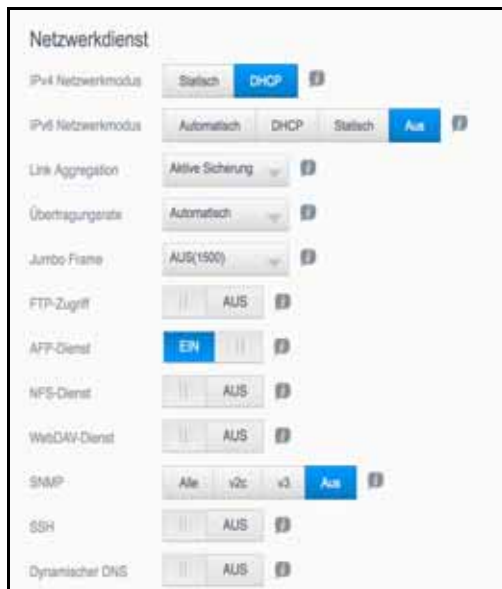 Netzwerkdienst
IPv4 Netzwerkmodus Statisch DHCP
IPv6 Netzwerkmodus Automatisch DHCP Statisch Aus
Link Aggregation Aktive Sicherung
Übertragungsrate Automatisch
Jumbo Frame AUS(1500)
FTP-Zugriff AUS
AFP-Dienst EIN
NFS-Dienst AUS
WebDAV-Dienst AUS
SNMP Alle v2c v3 Aus
SSH AUS
Dynamischer DNS AUS